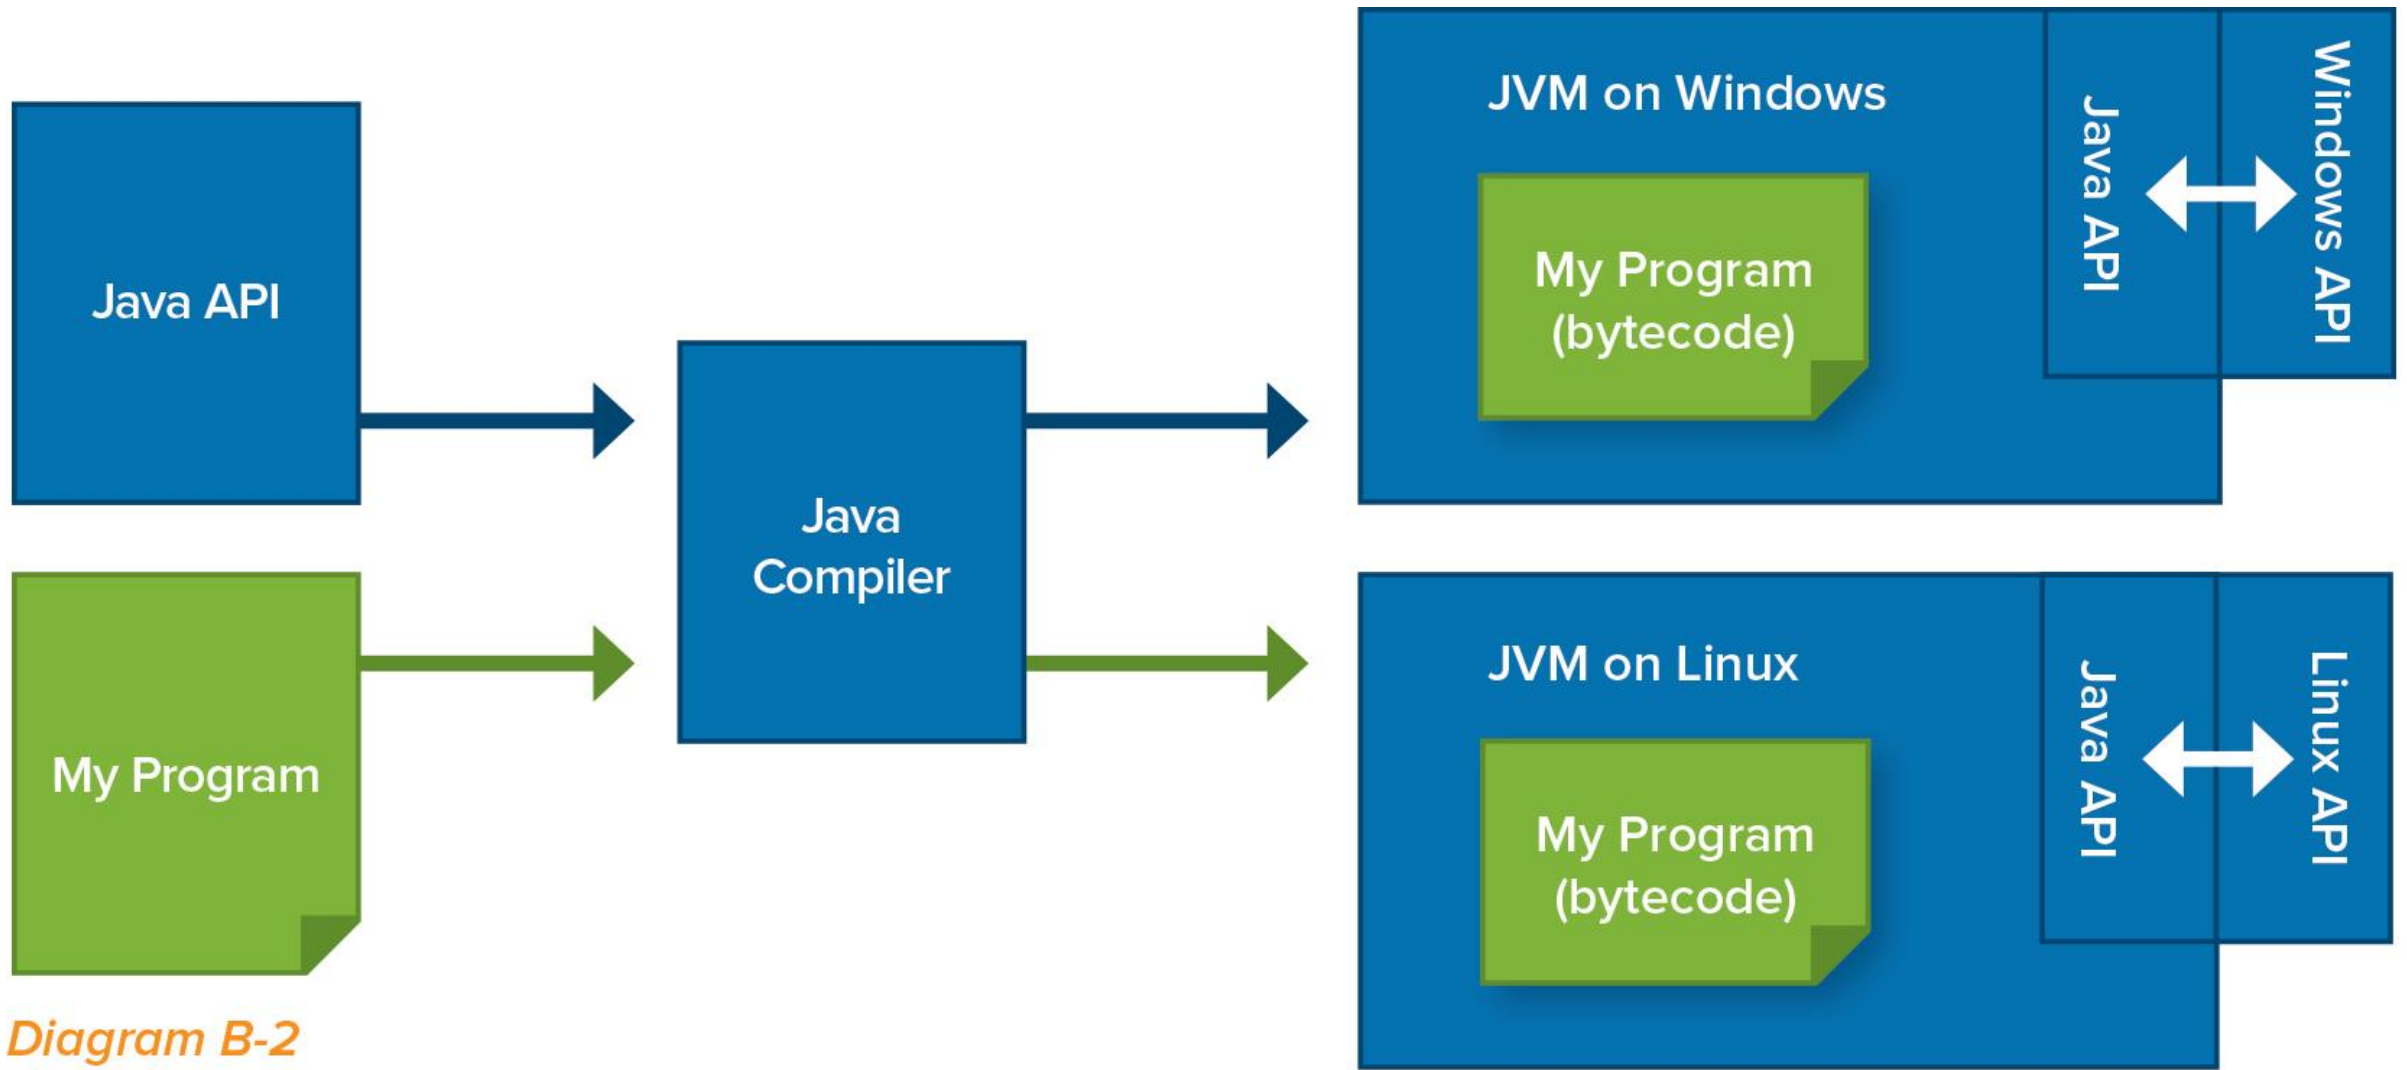 Java API
My Program
Diagram B-2
Java
Compiler
JVM on Windows
My Program
(bytecode)
Java API
Windows API
JVM on Linux
My Program
(bytecode)
Java API
Linux API